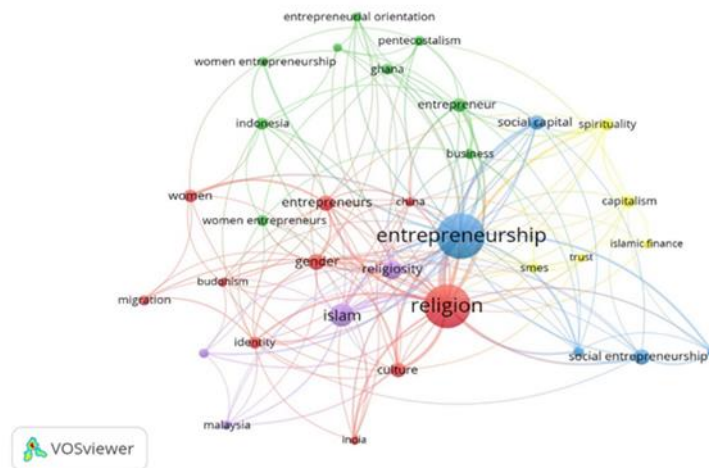 entrepreneurial orientation
pentecostalism
women entrepreneurship
ghana
entrepreneur
social capital
spirituality
indonesia
business
women
entrepreneurs
china
capitalism
women entrepreneurs
entrepreneurship
islamic finance
gender
religiosity
smes
trust
budonism
migration
religion
islam
identity
social entrepreneurship
culture
malaysia
india
VOSviewer